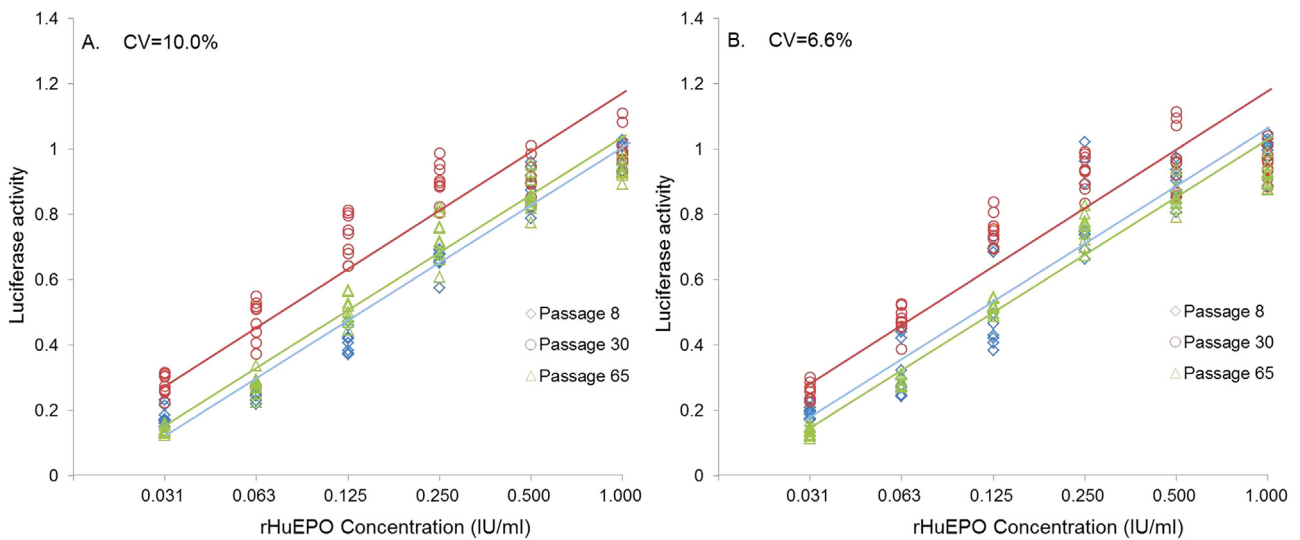 A. CV=10.0%
1.4
1.2
1
0.8
0.6
0.4
0.2
0
Luciferase activity
0.031 0.063 0.125 0.250 0.500 1.000
rHuEPO Concentration (IU/ml)
Passage 8
Passage 30
Passage 65
B. CV=6.6%
1.4
1.2
1
0.8
0.6
0.4
0.2
0
Luciferase activity
0.031 0.063 0.125 0.250 0.500 1.000
rHuEPO Concentration (IU/ml)
Passage 8
Passage 30
Passage 65